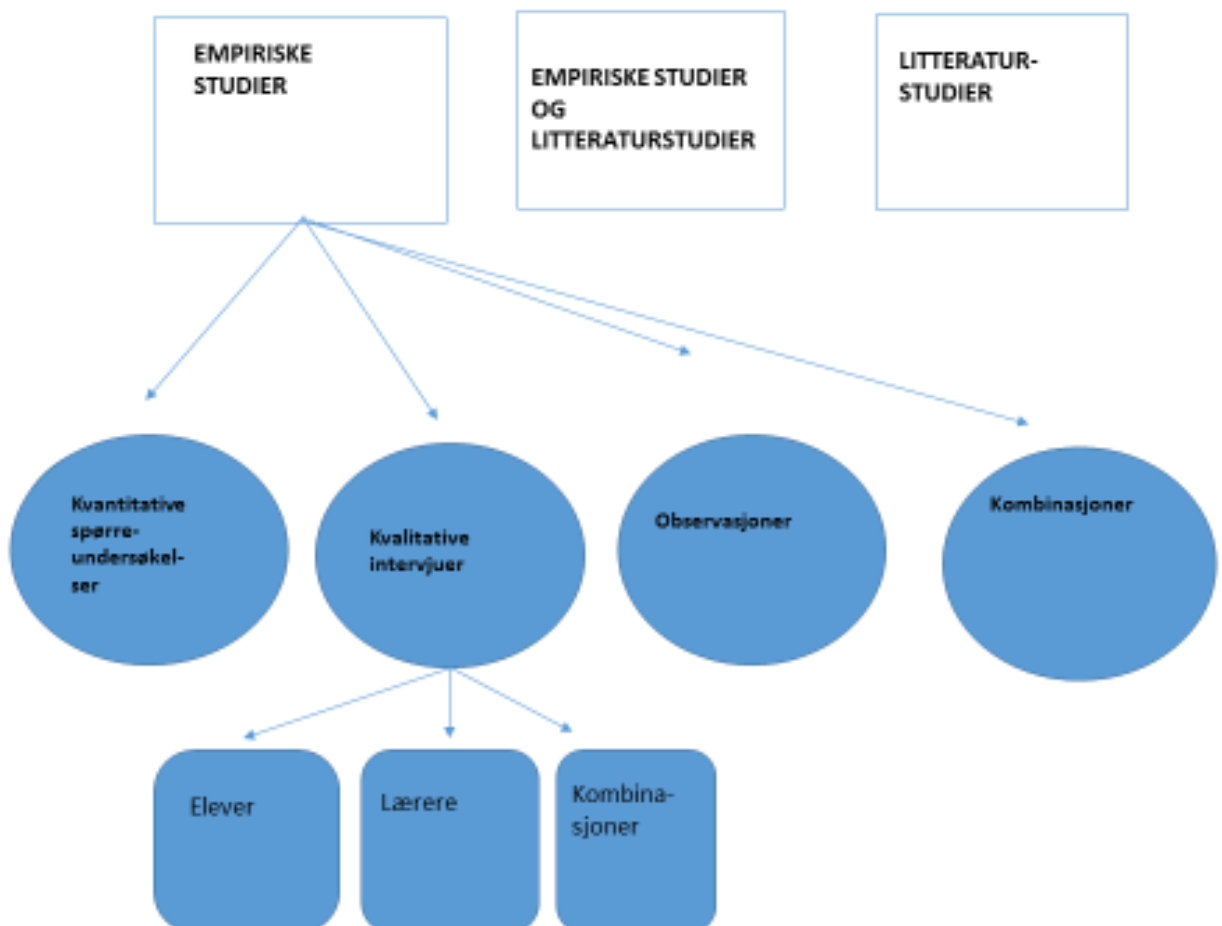 EMPIRISKE
STUDIER
EMPIRISKE STUDIER
OG
LITTERATURSTUDIER
LITTERATUR-
STUDIER
Kvantitative
spørre-
undersøkel-
ser
Kvalitative
intervjuer
Observasjoner
Kombinasjoner
Elever
Lærere
Kombina-
sjoner